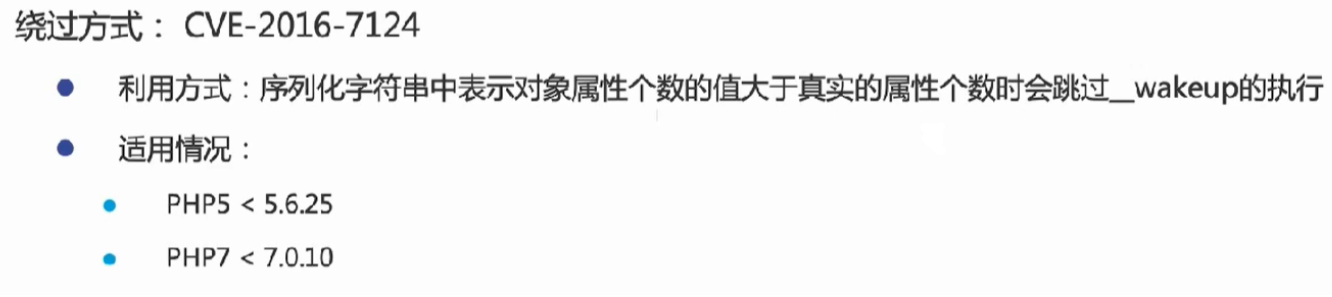 绕过方式：CVE-2016-7124
利用方式：序列化字符串中表示对象属性个数的值大于真实的属性个数时会跳过__wakeup的执行
适用情况：
PHP5 < 5.6.25
PHP7 < 7.0.10